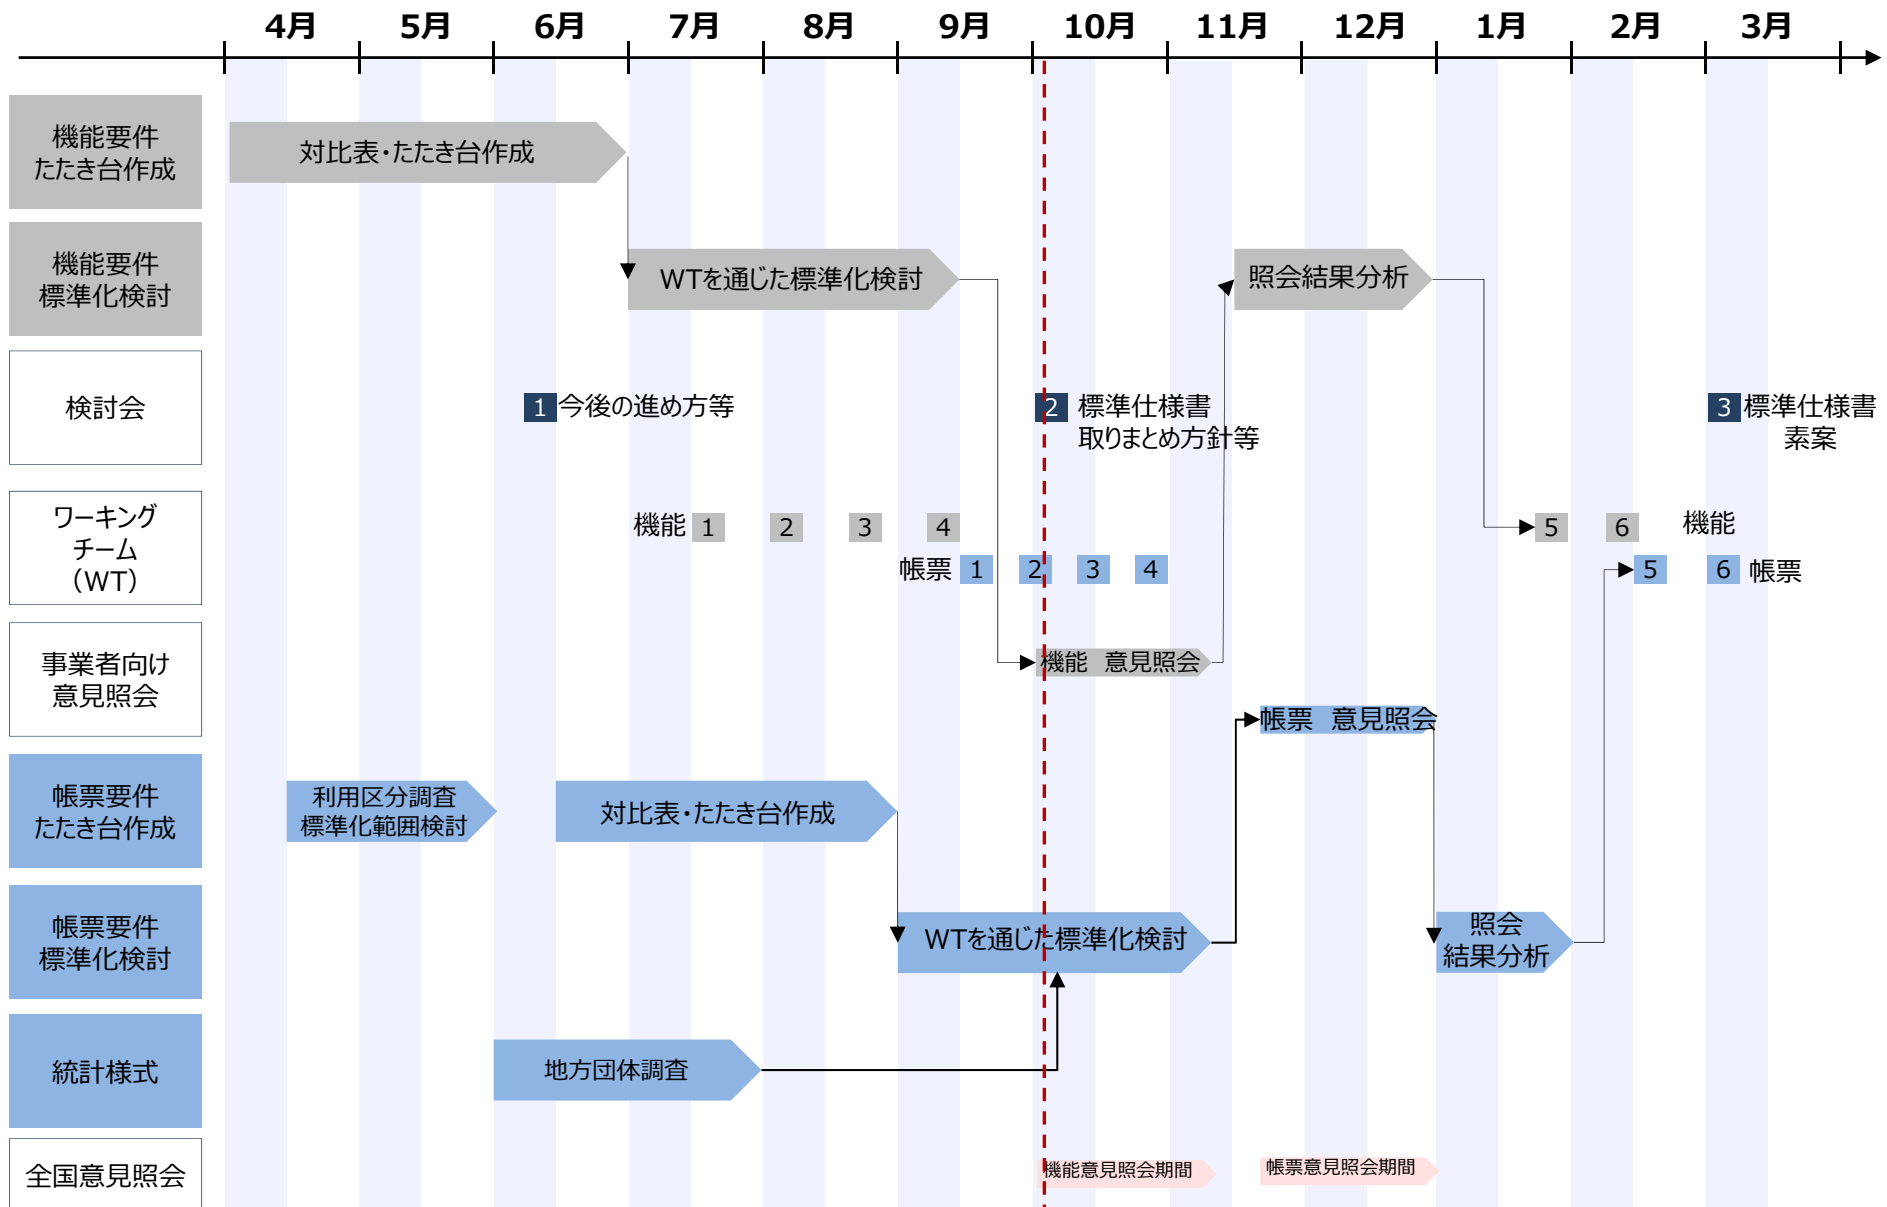 4月 5月 6月 7月 8月 9月 10月 11月 12月 1月 2月 3月
機能要件
たたき台作成
対比表・たたき台作成
機能要件
標準化検討
WTを通じた標準化検討
照会結果分析
検討会
1 今後の進め方等
2 標準仕様書
取りまとめ方針等
3 標準仕様書
素案
ワーキング
チーム
（WT）
機能 1 2 3 4
5 6 機能
帳票 1 2 3 4
5 6 帳票
事業者向け
意見照会
機能 意見照会
帳票 意見照会
帳票要件
たたき台作成
利用区分調査
標準化範囲検討
対比表・たたき台作成
帳票要件
標準化検討
WTを通じた標準化検討
照会
結果分析
統計様式
地方団体調査
全国意見照会
機能意見照会期間
帳票意見照会期間